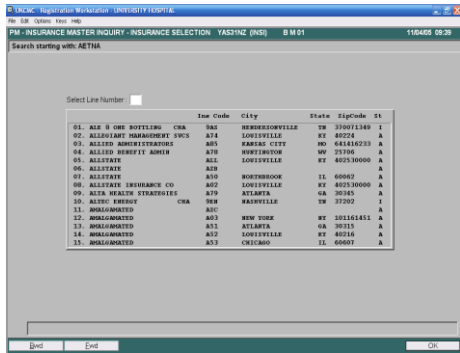 UKCMC - Registration Workstation - UNIVERSITY HOSPITAL
File Edit Options Keys Help
PM - INSURANCE MASTER INQUIRY - INSURANCE SELECTION YAS31NZ (INSI) B M 01 11/04/05 09:39
Search starting with: AETNA
Select Line Number:
Ins Code City State ZipCode St
01. ALE 8 ONE BOTTLING CHA 9AS HENDERSONVILLE TN 370071349 I
02. ALLEGIANT MANAGEMENT SVCS A74 LOUISVILLE KY 40224 A
03. ALLIED ADMINISTRATORS A85 KANSAS CITY MO 641416233 A
04. ALLIED BENEFIT ADMIN A78 HUNTINGTON WV 25706 A
05. ALLSTATE ALL LOUISVILLE KY 402530000 A
06. ALLSTATE AZH A
07. ALLSTATE A50 NORTHBROOK IL 60062 A
08. ALLSTATE INSURANCE CO A02 LOUISVILLE KY 402530000 A
09. ALTA HEALTH STRATEGIES A79 ATLANTA GA 30345 A
10. ALTEC ENERGY CHA 9EN NASHVILLE TN 37202 I
11. AMALGAMATED ASC A
12. AMALGAMATED A03 NEW YORK NY 101161451 A
13. AMALGAMATED A51 ATLANTA GA 30315 A
14. AMALGAMATED A52 LOUISVILLE KY 40216 A
15. AMALGAMATED A53 CHICAGO IL 60607 A
Bwd Fwd OK